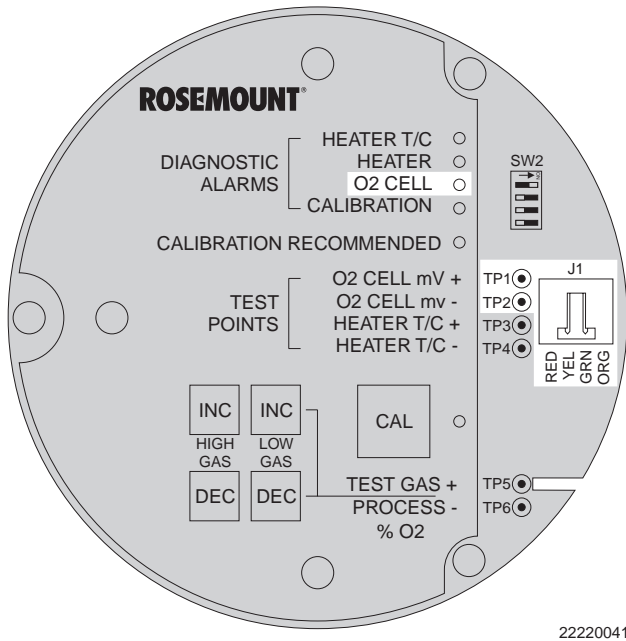 ROSEMOUNT®
DIAGNOSTIC
ALARMS
HEATER T/C
HEATER
O2 CELL
CALIBRATION
CALIBRATION RECOMMENDED
SW2
TEST
POINTS
O2 CELL mV +
O2 CELL mv -
HEATER T/C +
HEATER T/C -
TP1
TP2
TP3
TP4
J1
RED
YEL
GRN
ORG
INC
INC
HIGH
GAS
LOW
GAS
DEC
DEC
CAL
TEST GAS +
PROCESS -
% O2
TP5
TP6
22220041